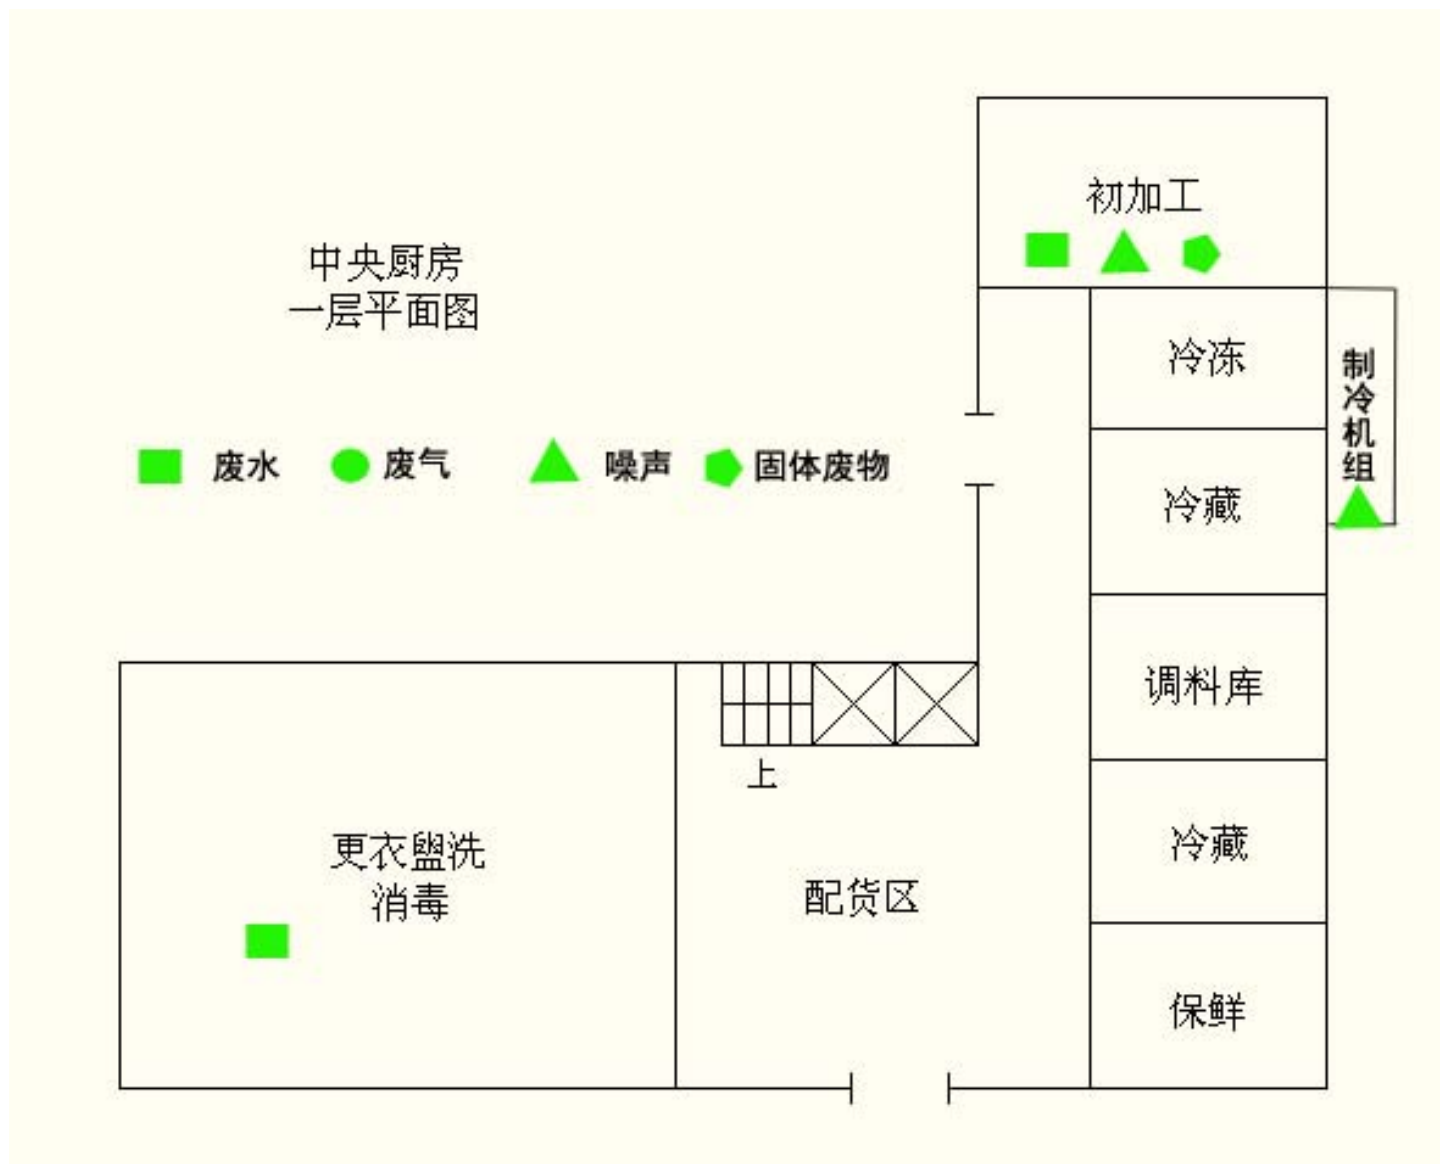 初加工
中央厨房
一层平面图
冷冻
制冷机组
废水
废气
噪声
固体废物
冷藏
调料库
上
更衣盥洗
消毒
配货区
冷藏
保鲜